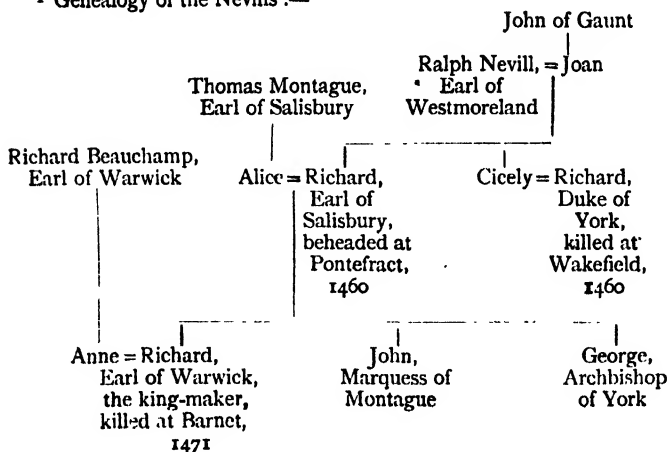 Genealogy of the Nevills :—
John of Gaunt
Ralph Nevill, = Joan
Earl of
Westmoreland
Thomas Montague,
Earl of Salisbury
Richard Beauchamp,
Earl of Warwick
Alice = Richard,
Earl of
Salisbury,
beheaded at
Pontefract,
1460
Cicely = Richard,
Duke of
York,
killed at
Wakefield,
1460
Anne = Richard,
Earl of Warwick,
the king-maker,
killed at Barnet,
1471
John,
Marquess of
Montague
George,
Archbishop
of York